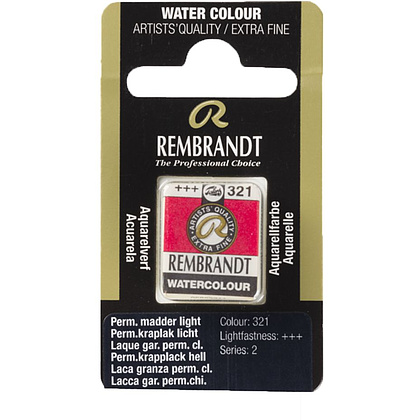 WATER COLOUR
ARTISTS' QUALITY / EXTRA FINE
R
REMBRANDT
The Professional Choice
+++ 321
ARTISTS' QUALITY
R
EXTRA FINE
REMBRANDT
WATERCOLOUR
Aquarelverf
Acuarela
Aquarellfarbe
Aquarelle
Perm. madder light
Perm.kraplak licht
Laque gar. perm. cl.
Perm.krapplack hell
Laca granza perm. cl.
Lacca gar. perm.chi.
Colour: 321
Lightfastness: +++
Series: 2